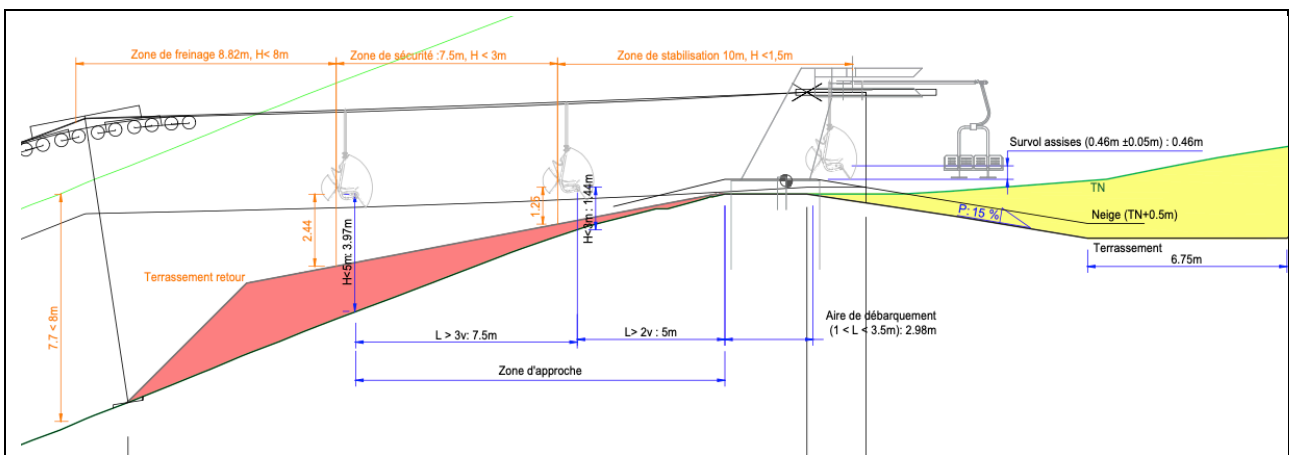 Zone de freinage 8.82m, H< 8m
Zone de sécurité :7.5m, H < 3m
Zone de stabilisation 10m, H <1,5m
Survol assises (0.46m ±0.05m) : 0.46m
TN
P: 15 %
Neige (TN+0.5m)
Terrassement
6.75m
2.44
1.25
H<3m : 1.44m
H<5m: 3.97m
Terrassement retour
7.7 < 8m
L > 3v: 7.5m
L> 2v : 5m
Aire de débarquement
(1 < L < 3.5m): 2.98m
Zone d'approche